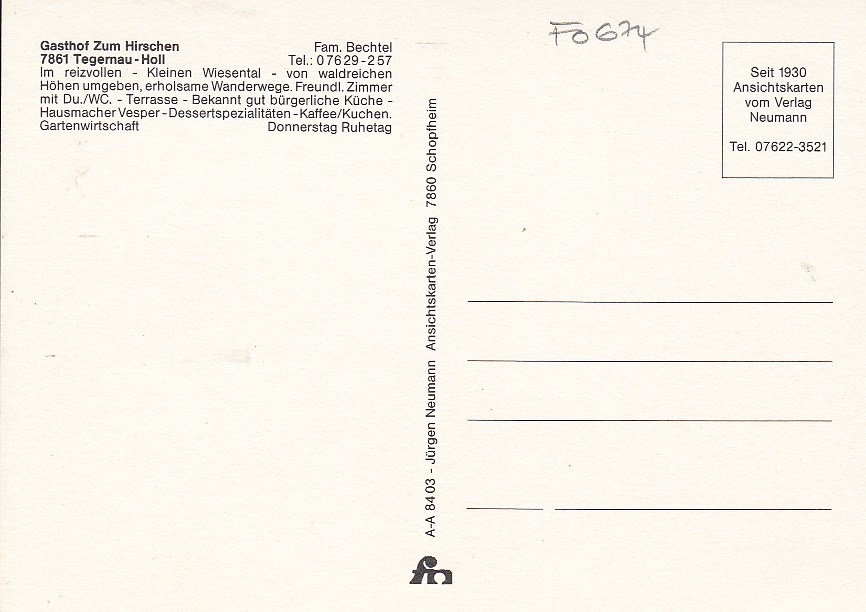 Gasthof Zum Hirschen Fam. Bechtel
7861 Tegernau-Holl Tel.: 07629-257
Im reizvollen - Kleinen Wiesental - von waldreichen
Höhen umgeben, erholsame Wanderwege. Freundl. Zimmer
mit Du./WC. - Terrasse - Bekannt gut bürgerliche Küche -
Hausmacher Vesper - Dessertspezialitäten - Kaffee/Kuchen.
Gartenwirtschaft Donnerstag Ruhetag
A-A 84 03 - Jürgen Neumann Ansichtskarten-Verlag 7860 Schopfheim
Fo 674
Seit 1930
Ansichtskarten
vom Verlag
Neumann
Tel. 07622-3521